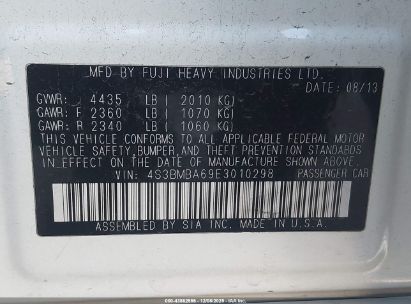 MFD BY FUJI HEAVY INDUSTRIES LTD.
DATE: 08/13
GVWR: 4435 LB ( 2010 KG)
GAWR: F 2360 LB ( 1070 KG)
GAWR: R 2340 LB ( 1060 KG)
THIS VEHICLE CONFORMS TO ALL APPLICABLE FEDERAL MOTOR
VEHICLE SAFETY, BUMPER, AND THEFT PREVENTION STANDARDS
IN EFFECT ON THE DATE OF MANUFACTURE SHOWN ABOVE.
VIN: 4S3BMBA69E3010298 PASSENGER CAR
ASSEMBLED BY SIA INC. MADE IN U.S.A.